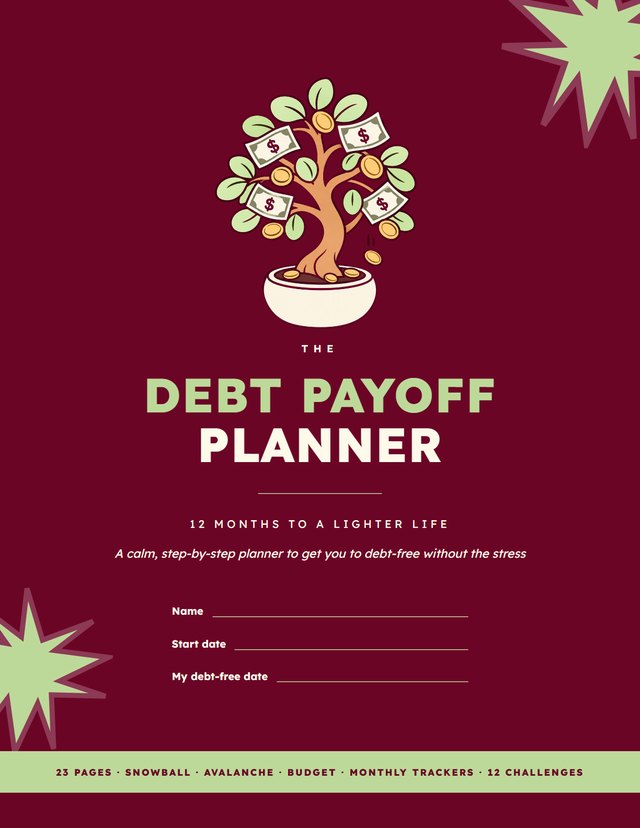 $ $
$ $
THE
DEBT PAYOFF
PLANNER
12 MONTHS TO A LIGHTER LIFE
A calm, step-by-step planner to get you to debt-free without the stress
Name
Start date
My debt-free date
23 PAGES · SNOWBALL · AVALANCHE · BUDGET · MONTHLY TRACKERS · 12 CHALLENGES